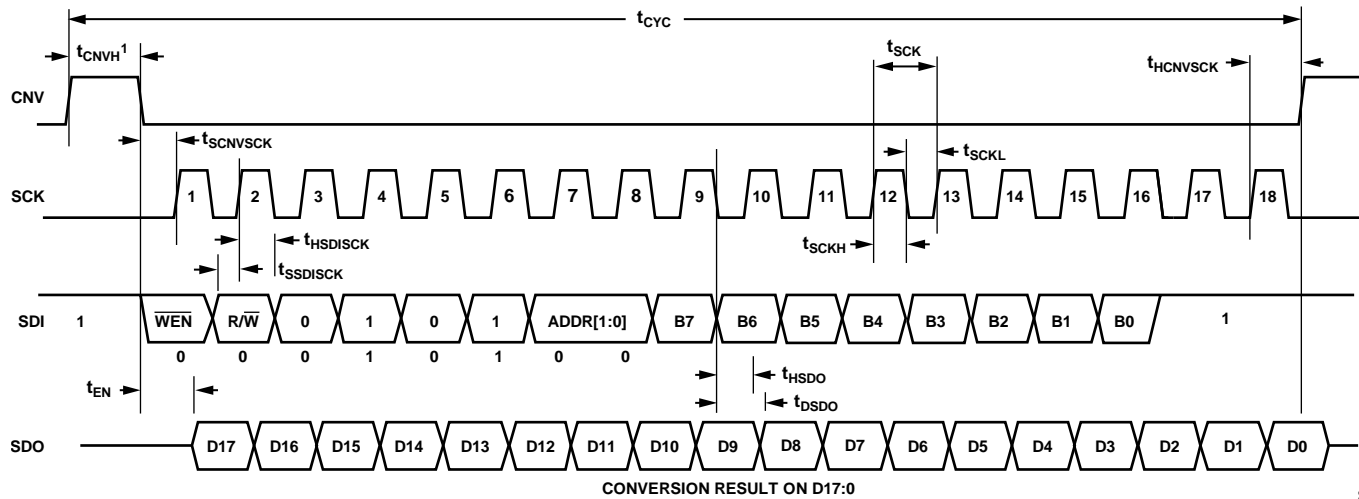 tCYC
tCNVH1
tSCK
tHCNVSCK
CNV
tSCNVSCK
tSCKL
SCK 1 2 3 4 5 6 7 8 9 10 11 12 13 14 15 16 17 18
tHSDISCK
tSCKH
tSSDISCK
SDI 1 WEN R/W 0 1 0 1 ADDR[1:0] B7 B6 B5 B4 B3 B2 B1 B0 1
0 0 0 1 0 1 0 0
tHSDO
tEN
tDSDO
SDO D17 D16 D15 D14 D13 D12 D11 D10 D9 D8 D7 D6 D5 D4 D3 D2 D1 D0
CONVERSION RESULT ON D17:0